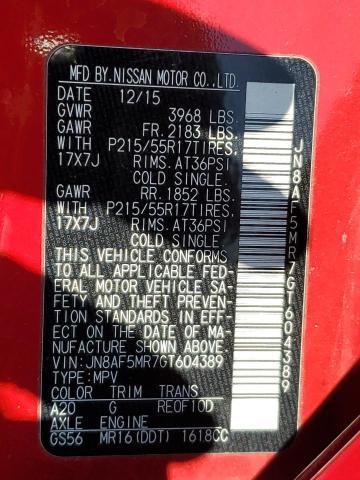 MFD BY. NISSAN MOTOR CO., LTD
DATE 12/15
GVWR 3968 LBS.
GAWR FR. 2183 LBS.
WITH P215/55R17TIRES,
17X7J RIMS. AT36PSI
COLD SINGLE.
GAWR RR. 1852 LBS.
WITH P215/55R17TIRES,
17X7J RIMS. AT36PSI
COLD SINGLE.
THIS VEHICLE CONFORMS
TO ALL APPLICABLE FED-
ERAL MOTOR VEHICLE SA-
FETY AND THEFT PREVEN-
TION STANDARDS IN EFF-
ECT ON THE DATE OF MA-
NUFACTURE SHOWN ABOVE.
VIN: JN8AF5MR7GT604389
TYPE: MPV
COLOR TRIM TRANS
A20 G RE0F10D
AXLE ENGINE
GS56 MR16(DDT) 1618CC
JN8AF5MR7GT604389